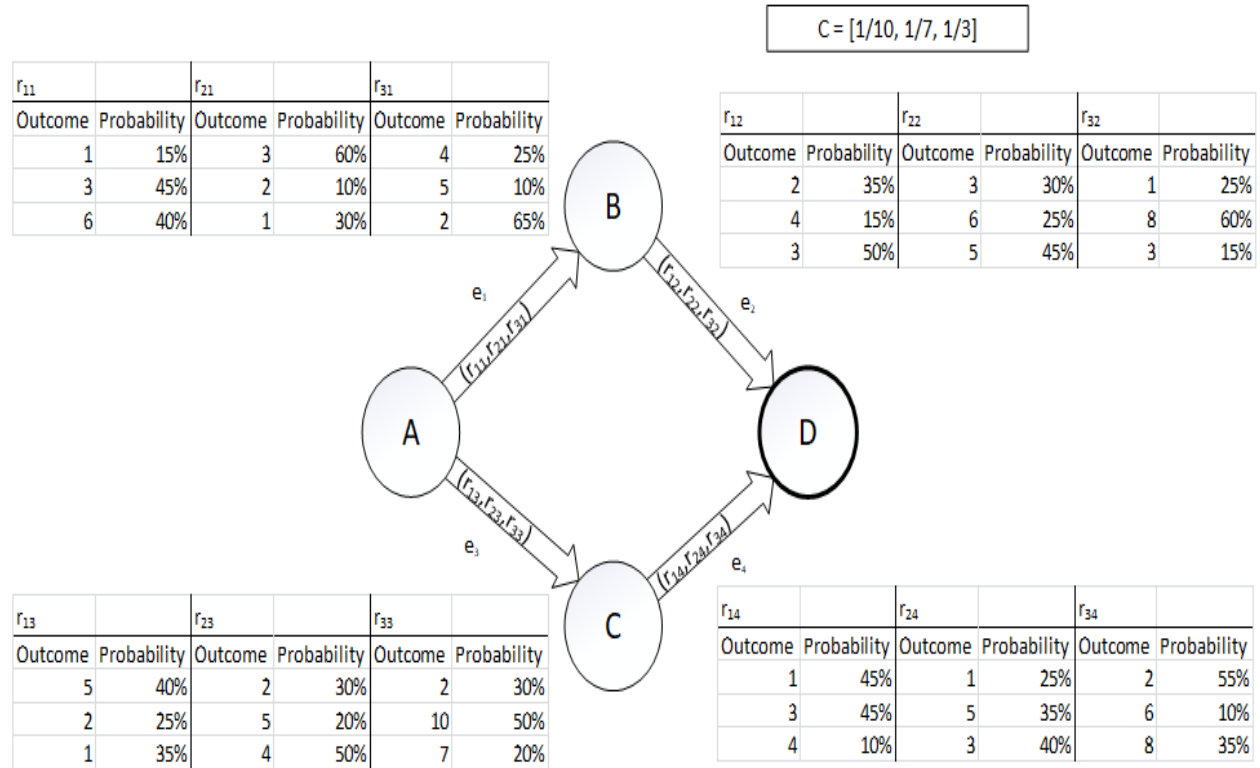 C = [1/10, 1/7, 1/3]
r₁₁ r₂₁ r₃₁
Outcome Probability Outcome Probability Outcome Probability
1 15% 3 60% 4 25%
3 45% 2 10% 5 10%
6 40% 1 30% 2 65%
r₁₂ r₂₂ r₃₂
Outcome Probability Outcome Probability Outcome Probability
2 35% 3 30% 1 25%
4 15% 6 25% 8 60%
3 50% 5 45% 3 15%
B
e₁
(r₁₁,r₂₁,r₃₁)
(r₁₂,r₂₂,r₃₂)
e₂
A
D
(r₁₃,r₂₃,r₃₃)
e₃
(r₁₄,r₂₄,r₃₄)
e₄
C
r₁₃ r₂₃ r₃₃
Outcome Probability Outcome Probability Outcome Probability
5 40% 2 30% 2 30%
2 25% 5 20% 10 50%
1 35% 4 50% 7 20%
r₁₄ r₂₄ r₃₄
Outcome Probability Outcome Probability Outcome Probability
1 45% 1 25% 2 55%
3 45% 5 35% 6 10%
4 10% 3 40% 8 35%